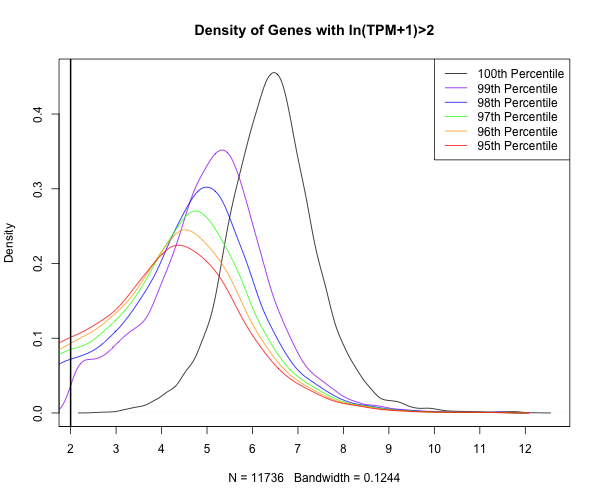 Density of Genes with ln(TPM+1)>2
100th Percentile
99th Percentile
98th Percentile
97th Percentile
96th Percentile
95th Percentile
Density
0.4
0.3
0.2
0.1
0.0
2 3 4 5 6 7 8 9 10 11 12
N = 11736 Bandwidth = 0.1244